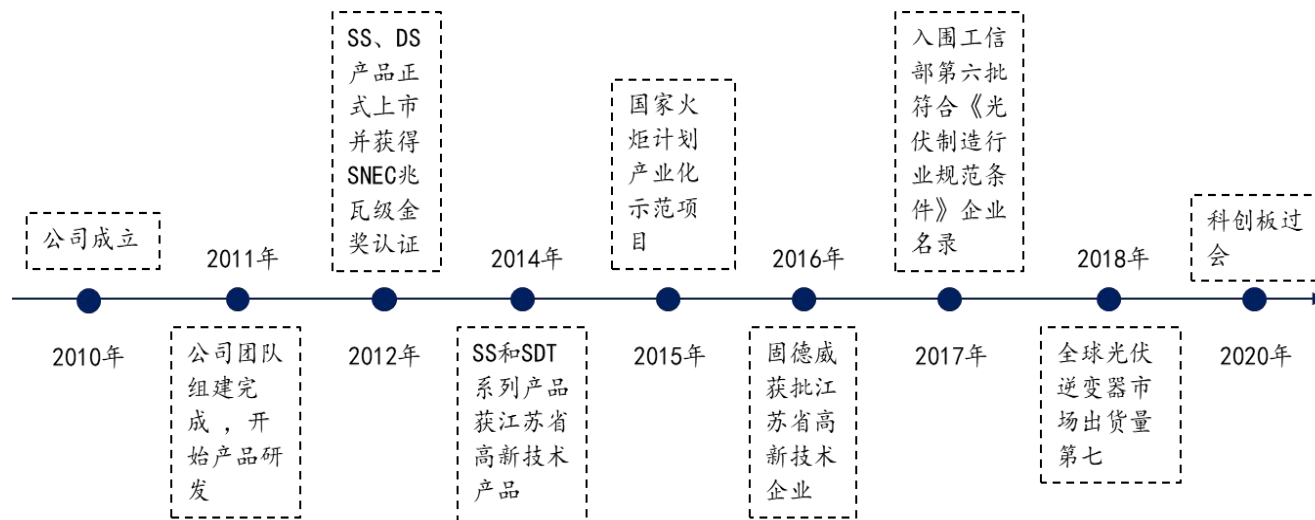 公司成立
2010年
2011年
公司团队
组建完
成 ，开
始产品研
发
SS、DS
产品正
式上市
并获得
SNEC兆
瓦级金
奖认证
2012年
2014年
SS和SDT
系列产品
获江苏省
高新技术
产品
国家火
炬计划
产业化
示范项
目
2015年
2016年
固德威
获批江
苏省高
新技术
企业
入围工信
部第六批
符合《光
伏制造行
业规范条
件》企业
名录
2017年
2018年
全球光伏
逆变器市
场出货量
第七
科创板过
会
2020年